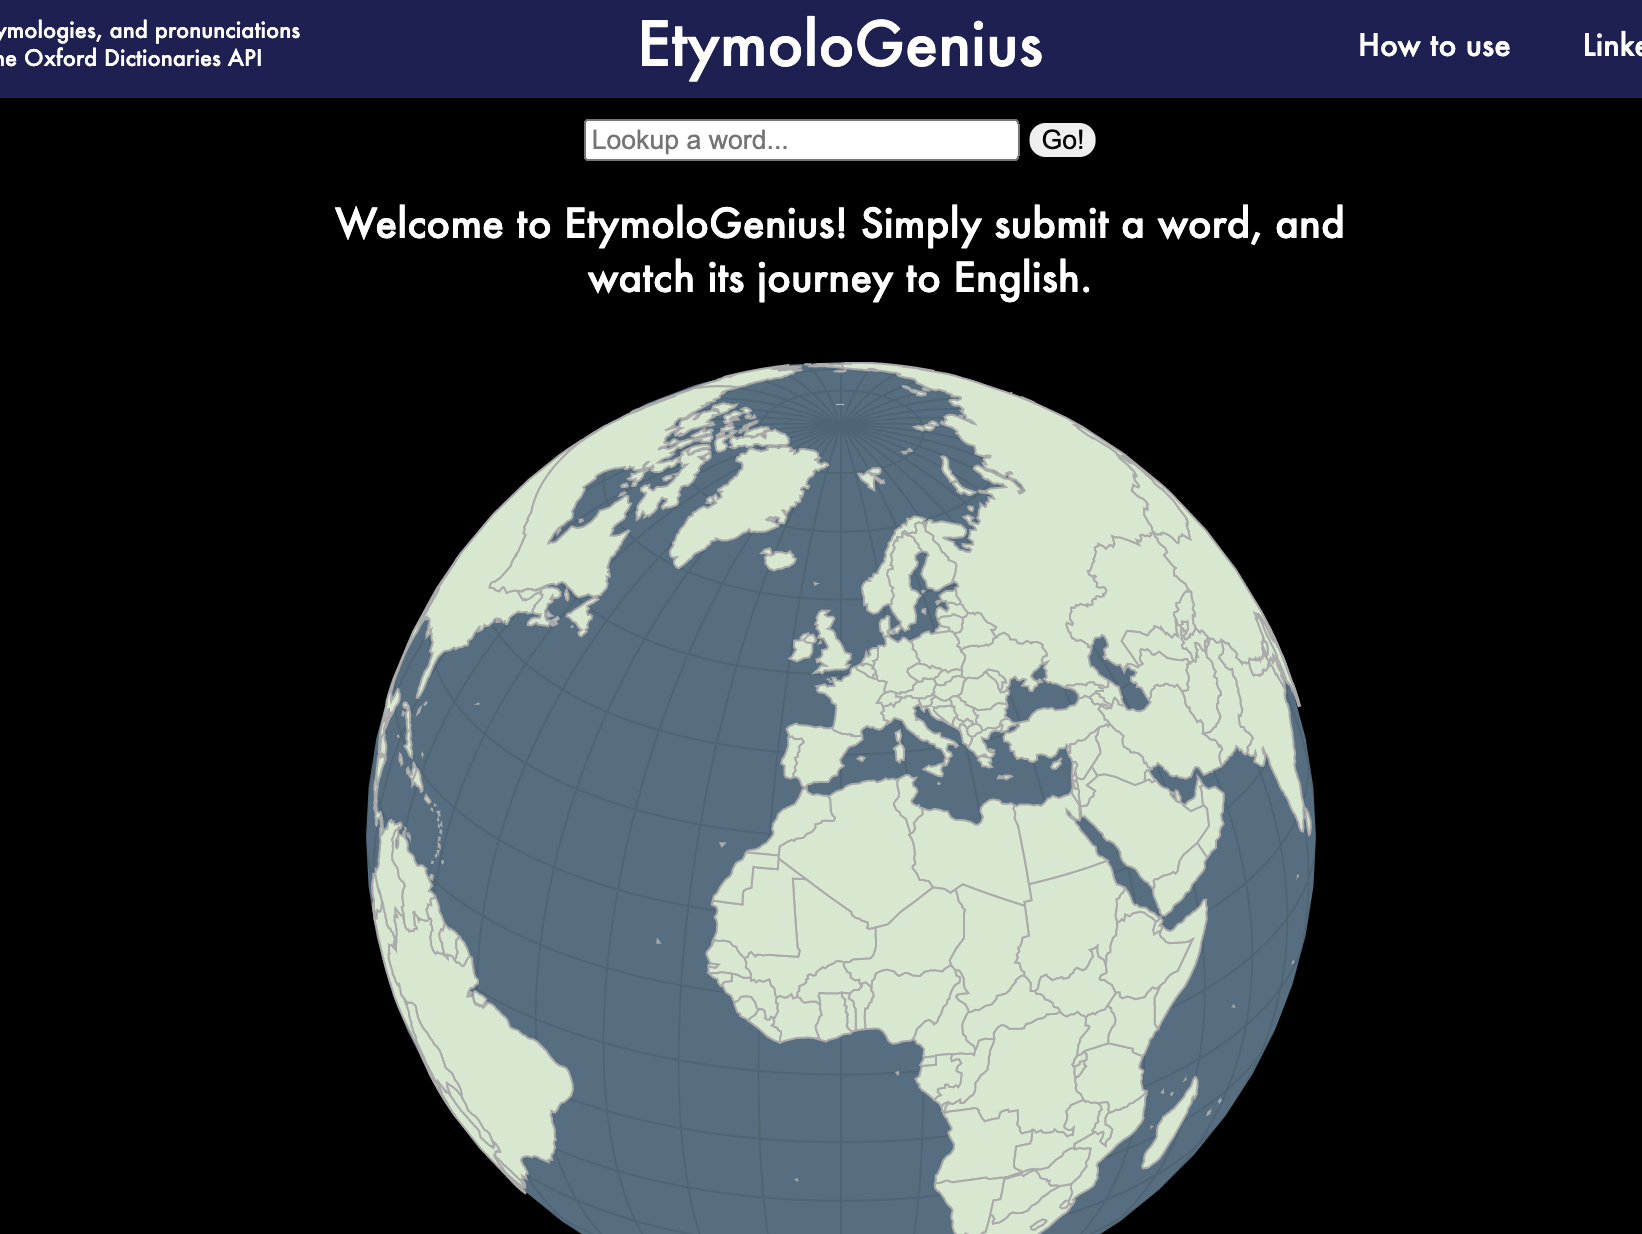 ymologies, and pronunciations
he Oxford Dictionaries API
EtymoloGenius
How to use
Linke
Lookup a word...
Go!
Welcome to EtymoloGenius! Simply submit a word, and
watch its journey to English.